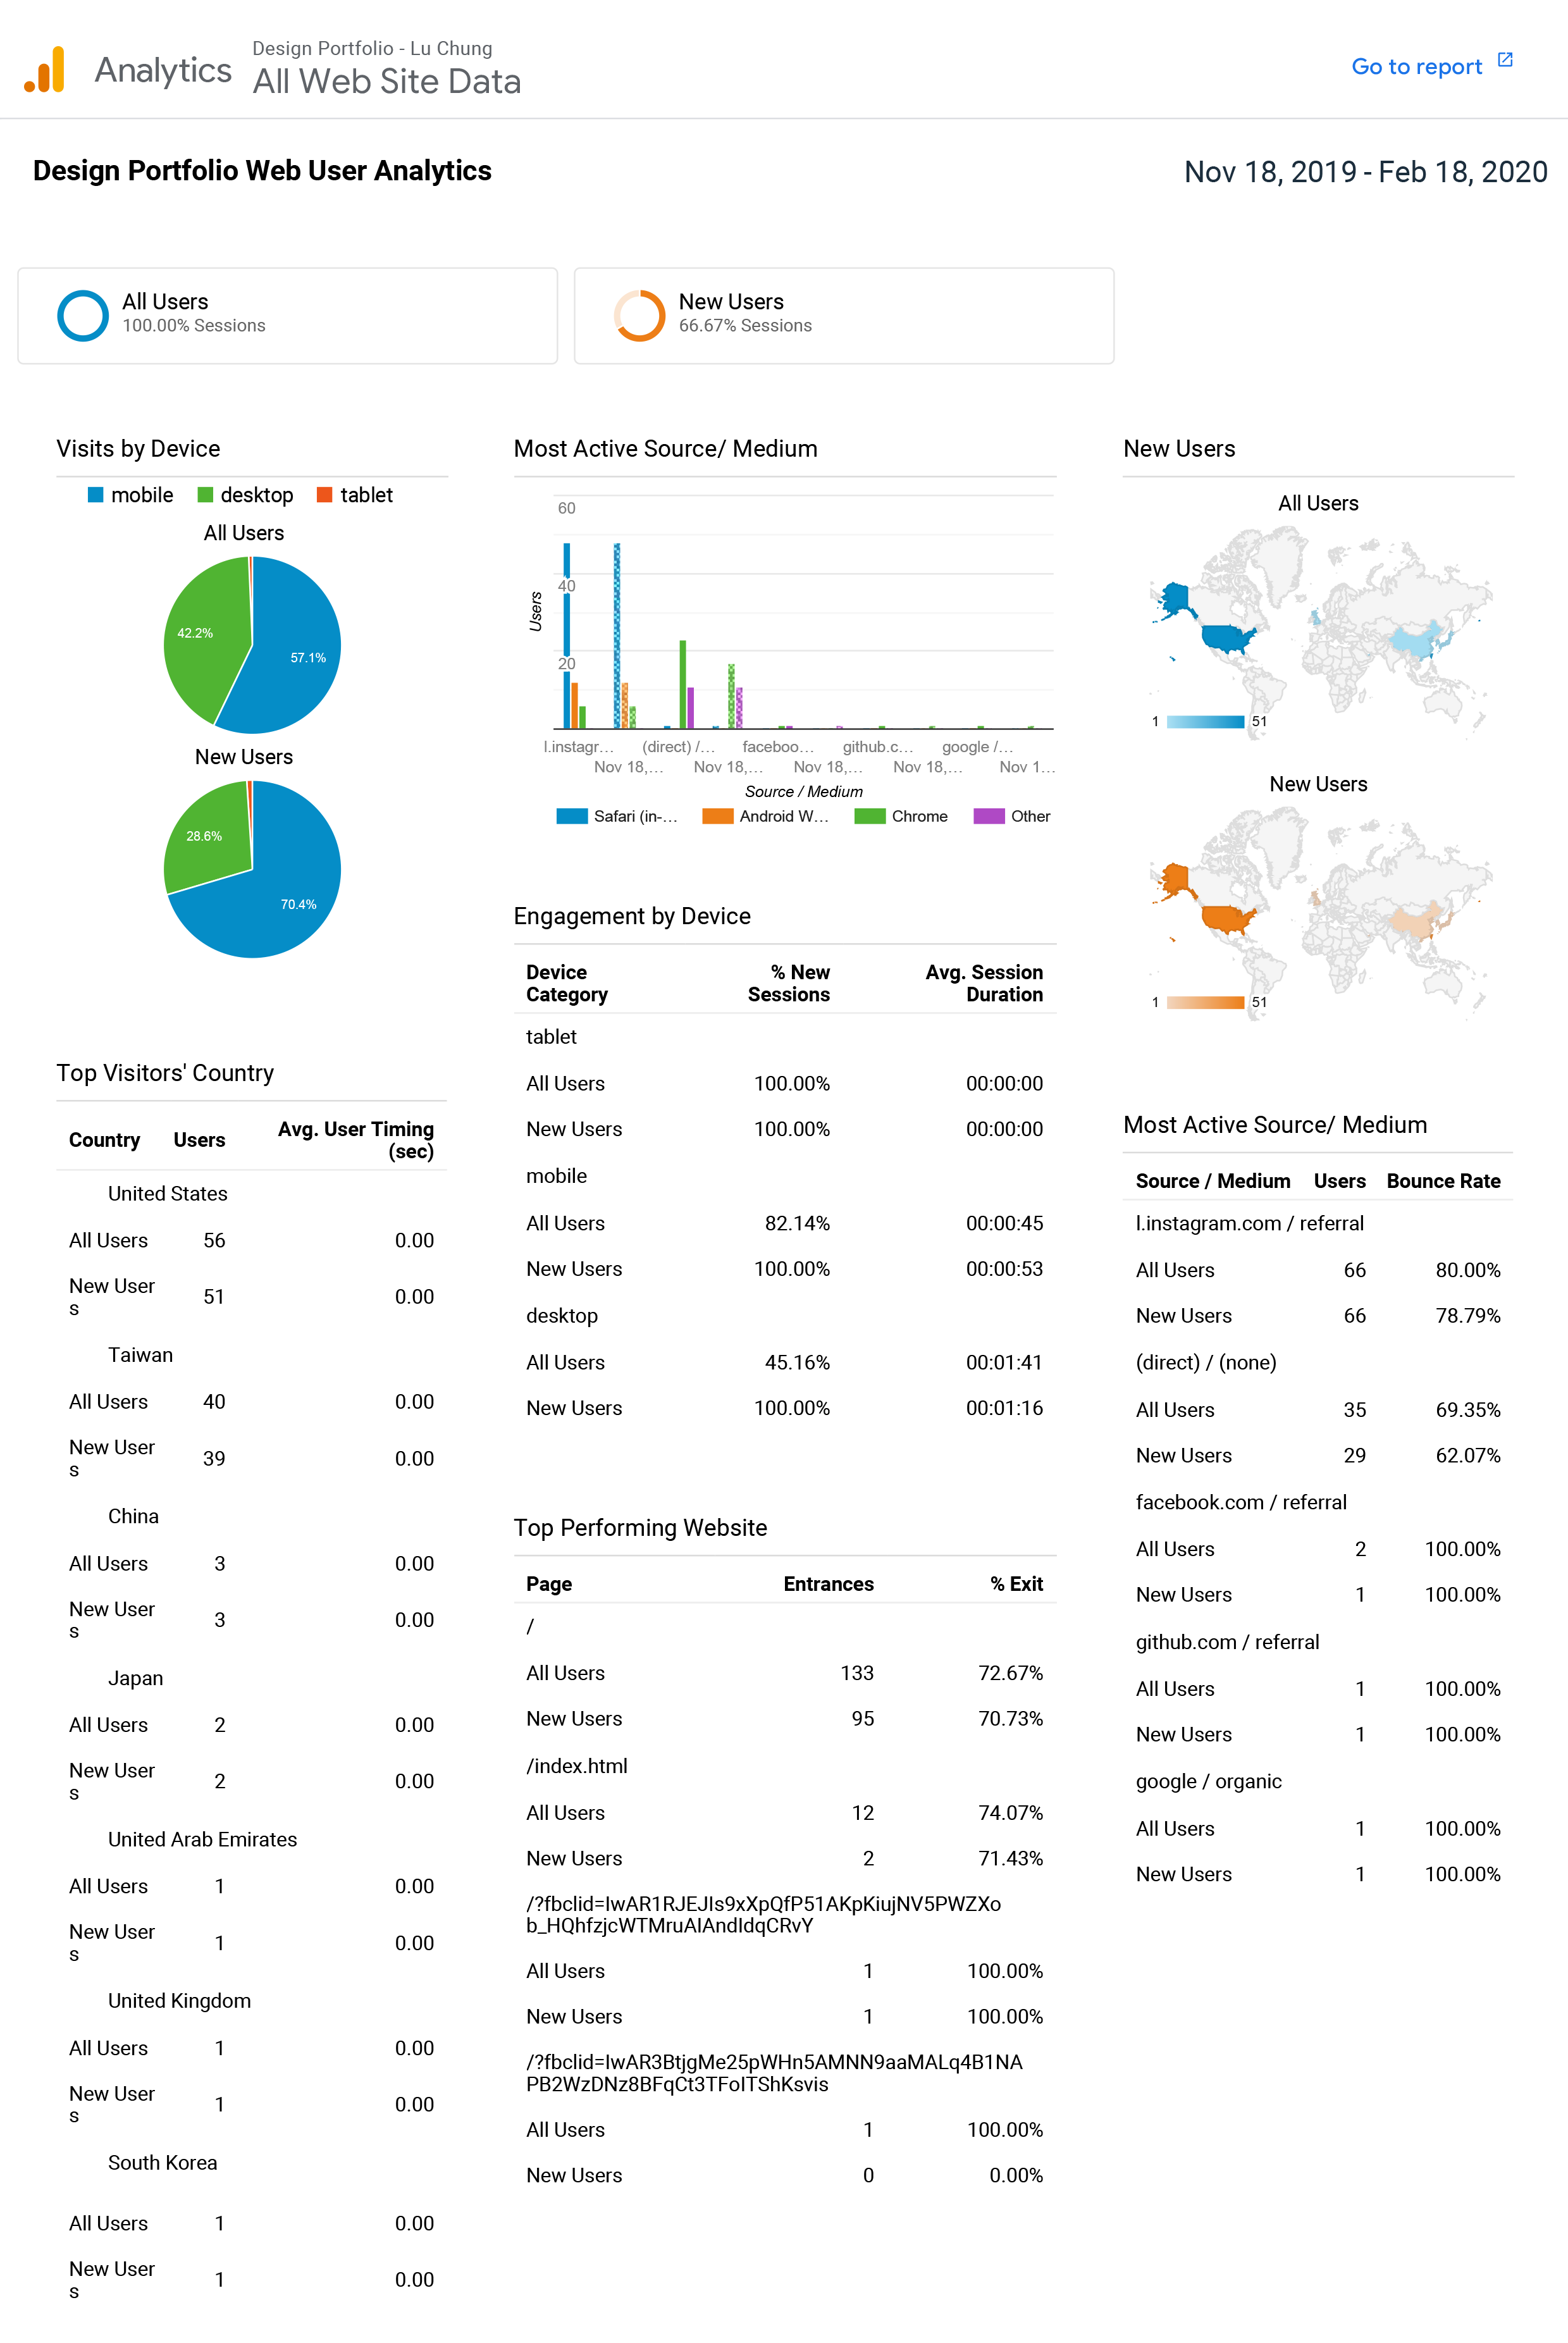 Analytics
Design Portfolio - Lu Chung
All Web Site Data
Go to report
Design Portfolio Web User Analytics
Nov 18, 2019 - Feb 18, 2020
All Users
100.00% Sessions
New Users
66.67% Sessions
Visits by Device
mobile desktop tablet
All Users
42.2%
57.1%
New Users
28.6%
70.4%
Top Visitors' Country
Country Users Avg. User Timing
(sec)
United States
All Users 56 0.00
New User
s 51 0.00
Taiwan
All Users 40 0.00
New User
s 39 0.00
China
All Users 3 0.00
New User
s 3 0.00
Japan
All Users 2 0.00
New User
s 2 0.00
United Arab Emirates
All Users 1 0.00
New User
s 1 0.00
United Kingdom
All Users 1 0.00
New User
s 1 0.00
South Korea
All Users 1 0.00
New User
s 1 0.00
Most Active Source/ Medium
60
40
20
Users
l.instagr… (direct) /… faceboo… github.c… google /…
Nov 18,… Nov 18,… Nov 18,… Nov 18,… Nov 1…
Source / Medium
Safari (in-… Android W… Chrome Other
Engagement by Device
Device
Category % New
Sessions Avg. Session
Duration
tablet
All Users 100.00% 00:00:00
New Users 100.00% 00:00:00
mobile
All Users 82.14% 00:00:45
New Users 100.00% 00:00:53
desktop
All Users 45.16% 00:01:41
New Users 100.00% 00:01:16
Top Performing Website
Page Entrances % Exit
/
All Users 133 72.67%
New Users 95 70.73%
/index.html
All Users 12 74.07%
New Users 2 71.43%
/?fbclid=IwAR1RJEJIs9xXpQfP51AKpKiujNV5PWZXo
b_HQhfzjcWTMruAlAndIdqCRvY
All Users 1 100.00%
New Users 1 100.00%
/?fbclid=IwAR3BtjgMe25pWHn5AMNN9aaMALq4B1NA
PB2WzDNz8BFqCt3TFoITShKsvis
All Users 1 100.00%
New Users 0 0.00%
New Users
All Users
1 51
New Users
1 51
Most Active Source/ Medium
Source / Medium Users Bounce Rate
l.instagram.com / referral
All Users 66 80.00%
New Users 66 78.79%
(direct) / (none)
All Users 35 69.35%
New Users 29 62.07%
facebook.com / referral
All Users 2 100.00%
New Users 1 100.00%
github.com / referral
All Users 1 100.00%
New Users 1 100.00%
google / organic
All Users 1 100.00%
New Users 1 100.00%